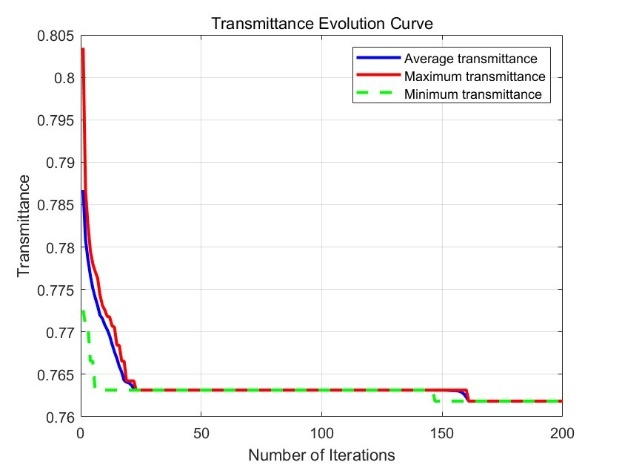 Transmittance Evolution Curve
0.805
0.8
0.795
0.79
0.785
0.78
0.775
0.77
0.765
0.76
Transmittance
Average transmittance
Maximum transmittance
Minimum transmittance
0 50 100 150 200
Number of Iterations